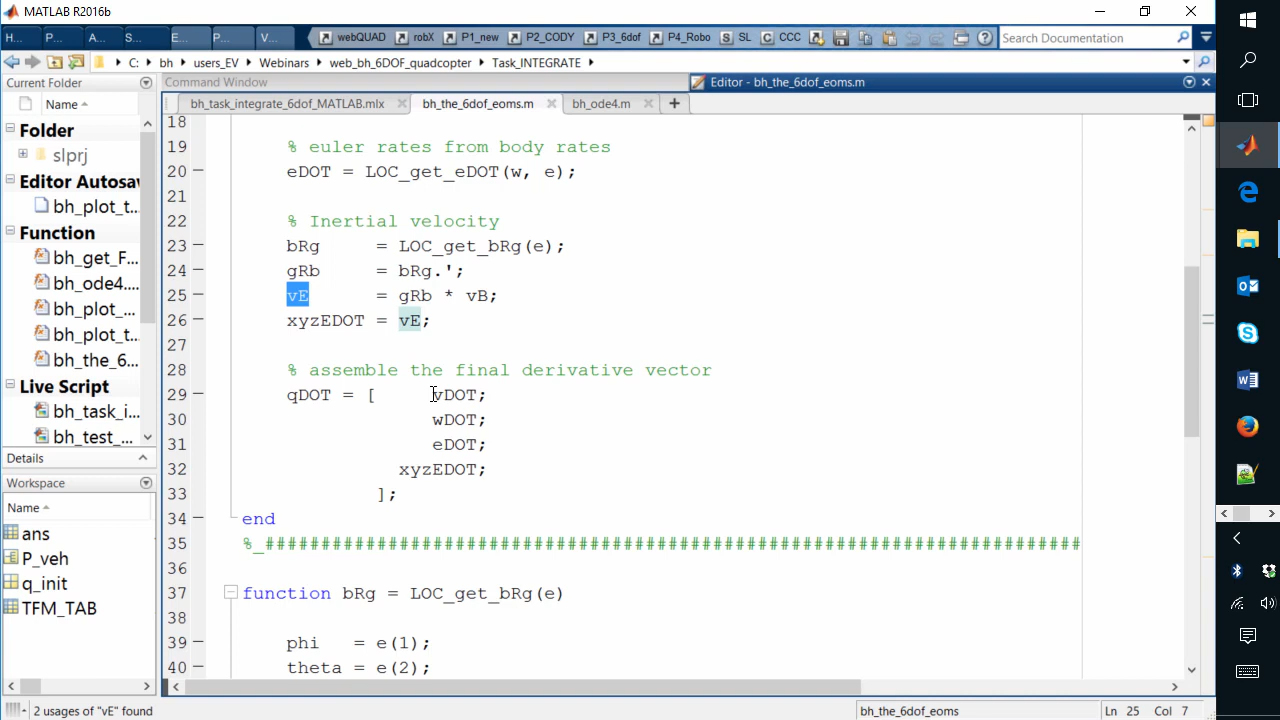 MATLAB R2016b
H... P... A... S... E... P... V... webQUAD robX P1_new P2_CODY P3_6dof P4_Robo SL CCC Search Documentation
C: bh users_EV Webinars web_bh_6DOF_quadcopter Task_INTEGRATE
Current Folder
Command Window
Editor - bh_the_6dof_eoms.m
Name
bh_task_integrate_6dof_MATLAB.mlx bh_the_6dof_eoms.m bh_ode4.m
Folder
slprj
Editor Autosav
bh_plot_t...
Function
bh_get_F...
bh_ode4....
bh_plot_...
bh_plot_t...
bh_the_6...
Live Script
bh_task_i...
bh_test_...
Details
Workspace
Name
ans
P_veh
q_init
TFM_TAB
18
19 % euler rates from body rates
20 eDOT = LOC_get_eDOT(w, e);
21
22 % Inertial velocity
23 bRg = LOC_get_bRg(e);
24 gRb = bRg.';
25 vE = gRb * vB;
26 xyzEDOT = vE;
27
28 % assemble the final derivative vector
29 qDOT = [ vDOT;
30 wDOT;
31 eDOT;
32 xyzEDOT;
33 ];
34 end
35 %_#########################################################################
36
37 function bRg = LOC_get_bRg(e)
38
39 phi = e(1);
40 theta = e(2);
2 usages of "vE" found
bh_the_6dof_eoms
Ln 25 Col 7